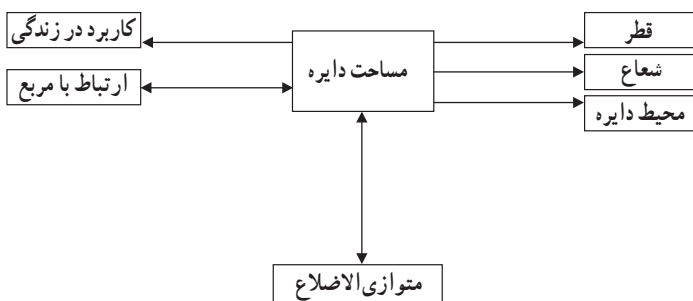 قطر
کاربرد در زندگی
مساحت دایره
شعاع
ارتباط با مربع
محیط دایره
متوازی‌الاضلاع